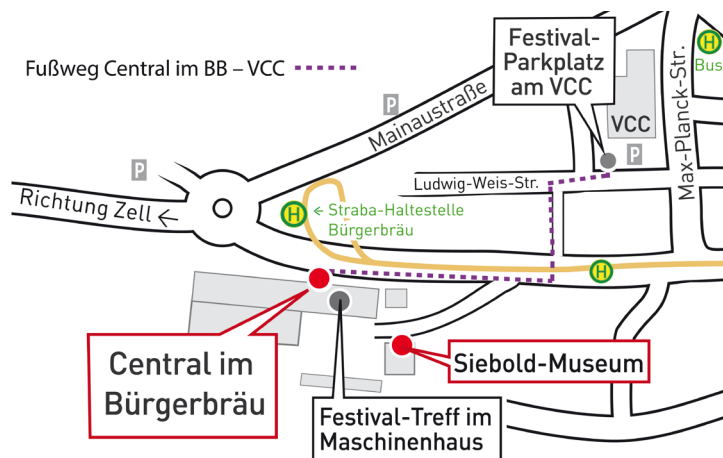 Fußweg Central im BB – VCC
Festival-
Parkplatz
am VCC
H
Bus
P
Mainaustraße
VCC
P
Max-Planck-Str.
P
Ludwig-Weis-Str.
Richtung Zell ←
H
← Straba-Haltestelle
Bürgerbräu
H
Central im
Bürgerbräu
Siebold-Museum
Festival-Treff im
Maschinenhaus